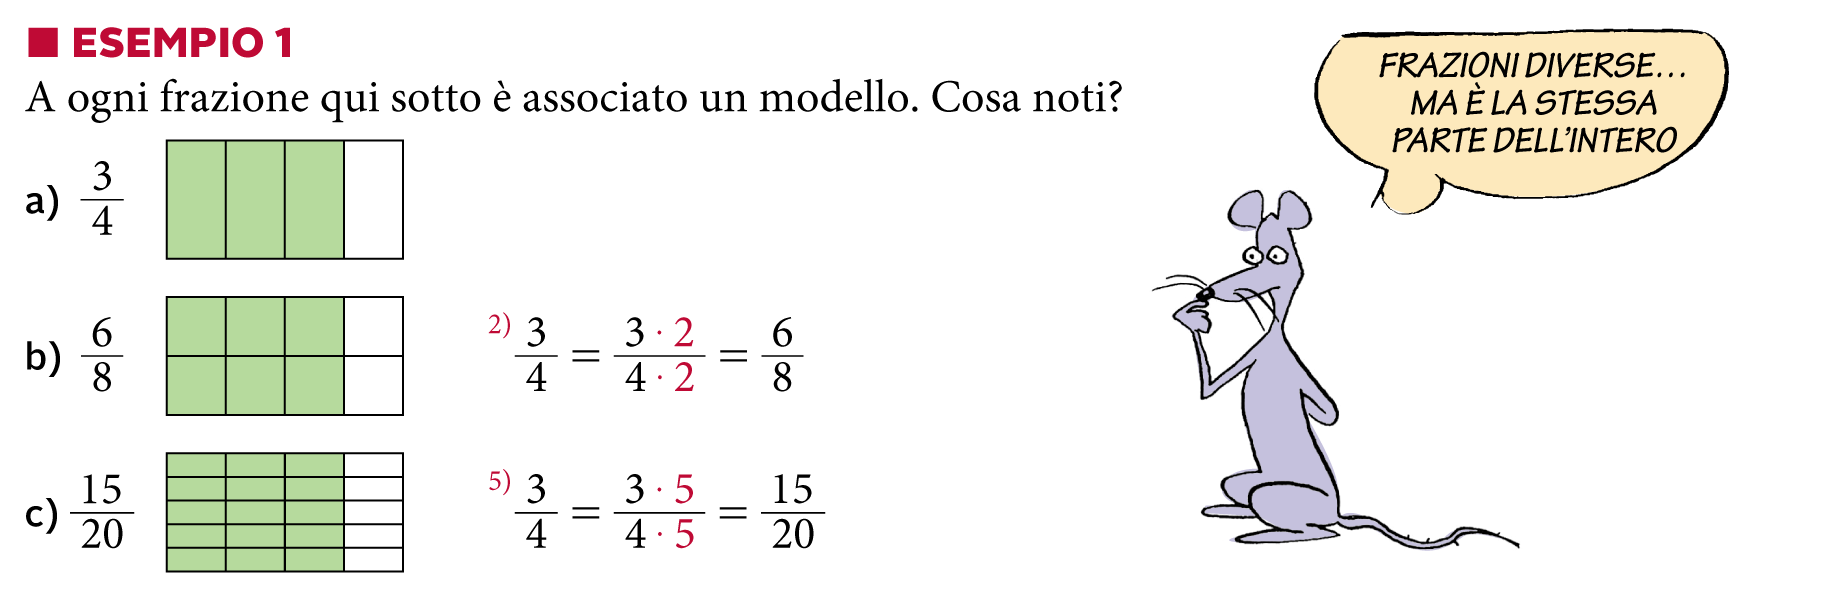 ■ ESEMPIO 1
A ogni frazione qui sotto è associato un modello. Cosa noti?
FRAZIONI DIVERSE...
MA È LA STESSA
PARTE DELL'INTERO
a) 3/4
b) 6/8
2) 3/4 = 3 · 2/4 · 2 = 6/8
c) 15/20
5) 3/4 = 3 · 5/4 · 5 = 15/20